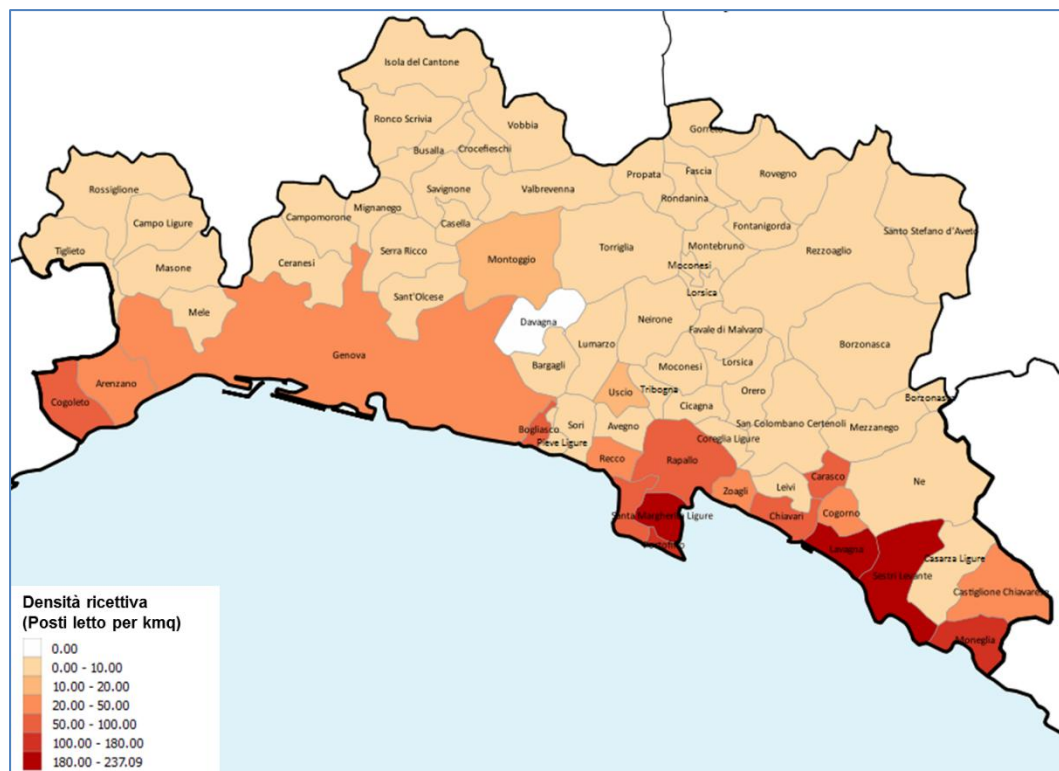 Isola del Cantone
Ronco Scrivia
Vobbia
Busalla
Crocefieschi
Gorreto
Rossiglione
Propata
Fascia
Rovegno
Campo Ligure
Campomorone
Mignanego
Savignone
Valbrevenna
Rondanina
Tiglieto
Casella
Fontanigorda
Santo Stefano d'Aveto
Masone
Ceranesi
Serra Ricco
Montoggio
Torriglia
Montebruno
Rezzoaglio
Moconesi
Mele
Sant'Olcese
Lorsica
Davagna
Neirone
Favale di Malvaro
Genova
Lumarzo
Borzonasca
Bargagli
Moconesi
Lorsica
Arenzano
Uscio
Tribogna
Orero
Borzonasca
Cogoleto
Cicagna
Bogliasco
Sori
Avegno
San Colombano Certenoli
Mezzanego
Pieve Ligure
Coreglia Ligure
Recco
Rapallo
Carasco
Ne
Zoagli
Leivi
Santa Margherita Ligure
Chiavari
Cogorno
Portofino
Lavagna
Casarza Ligure
Sestri Levante
Castiglione Chiavarese
Moneglia
Densità ricettiva
(Posti letto per kmq)
0.00
0.00 - 10.00
10.00 - 20.00
20.00 - 50.00
50.00 - 100.00
100.00 - 180.00
180.00 - 237.09